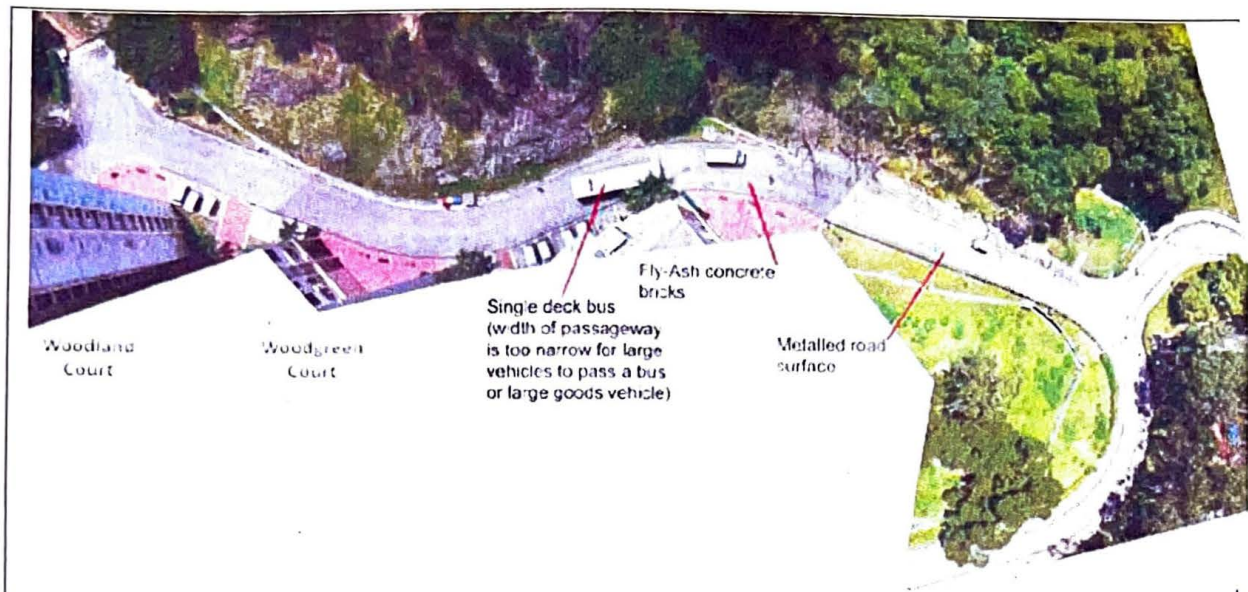 Fly-Ash concrete
bricks
Single deck bus
(width of passageway
is too narrow for large
vehicles to pass a bus
or large goods vehicle)
Metalled road
surface
Woodland
Court
Woodgreen
Court